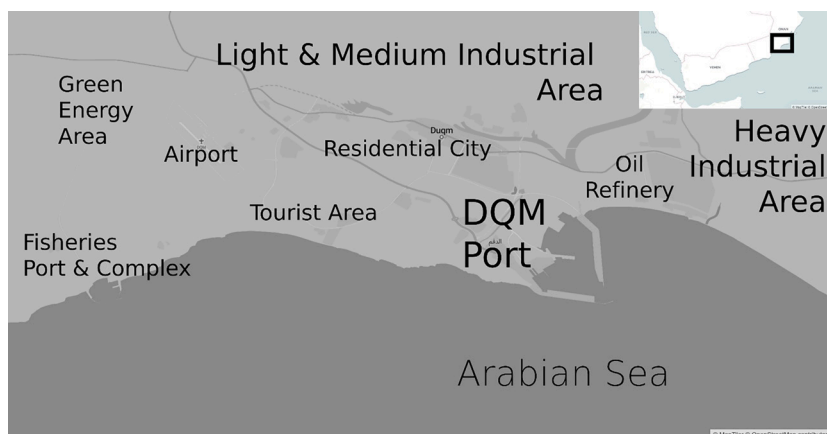 Light & Medium Industrial
Area
Green
Energy
Area
Airport
Duqm
Residential City
Heavy
Industrial
Area
Oil
Refinery
Tourist Area
DQM
Port
الدقم
Fisheries
Port & Complex
Arabian Sea